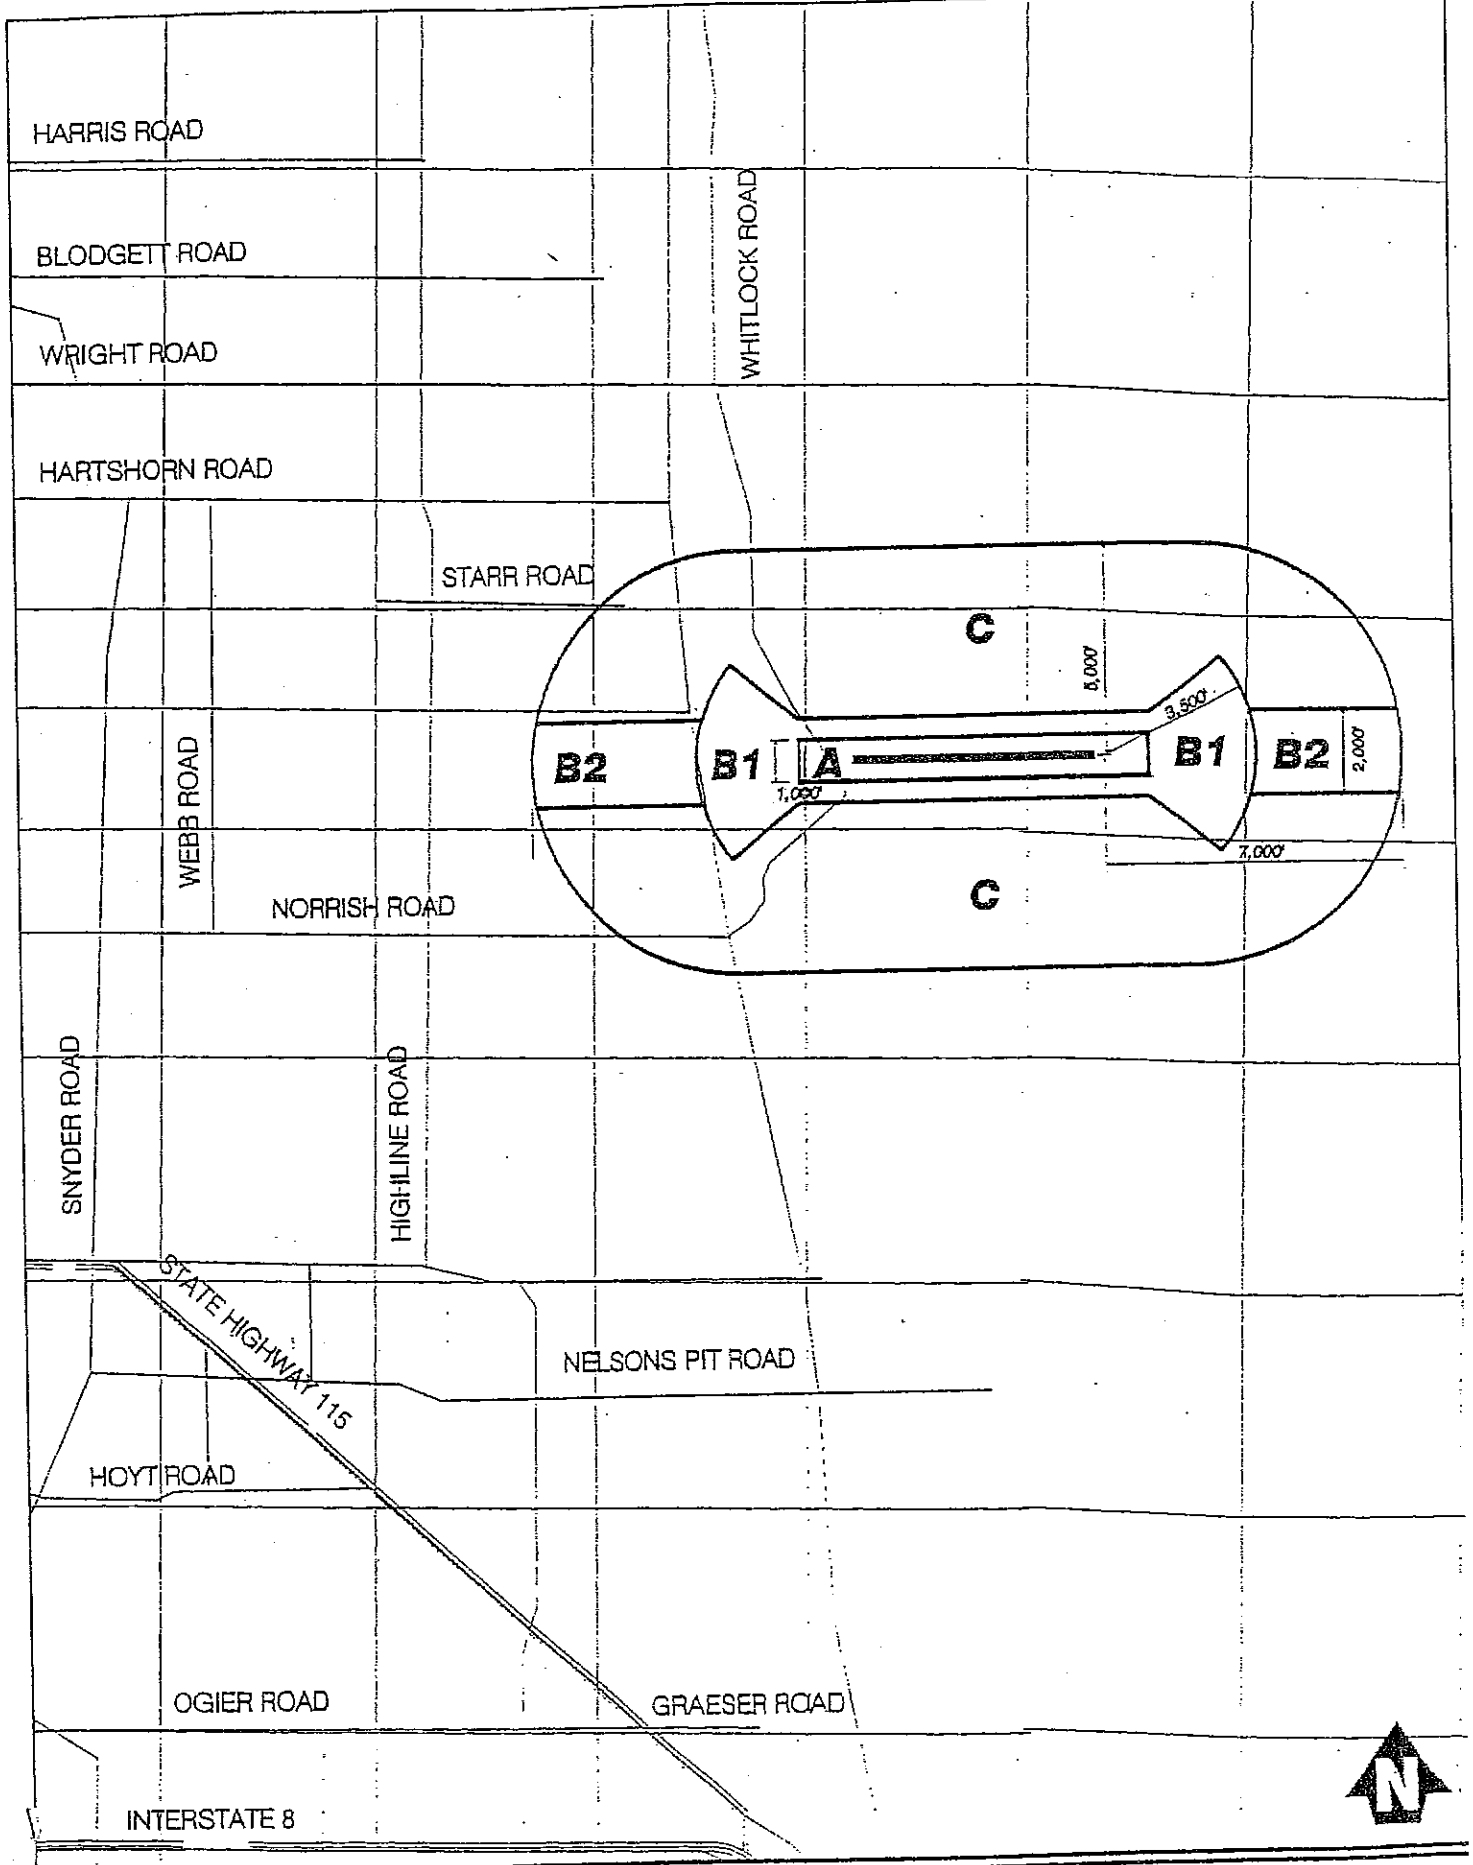 HARRIS ROAD
BLODGETT ROAD
WHITLOCK ROAD
WRIGHT ROAD
HARTSHORN ROAD
STARR ROAD
C
5,000'
3,500'
B2
B1
A
B1
B2
2,000'
1,000'
7,000'
WEBB ROAD
C
NORRISH ROAD
SNYDER ROAD
HIGHLINE ROAD
STATE HIGHWAY 115
NELSONS PIT ROAD
HOYT ROAD
OGIER ROAD
GRAESER ROAD
N
INTERSTATE 8